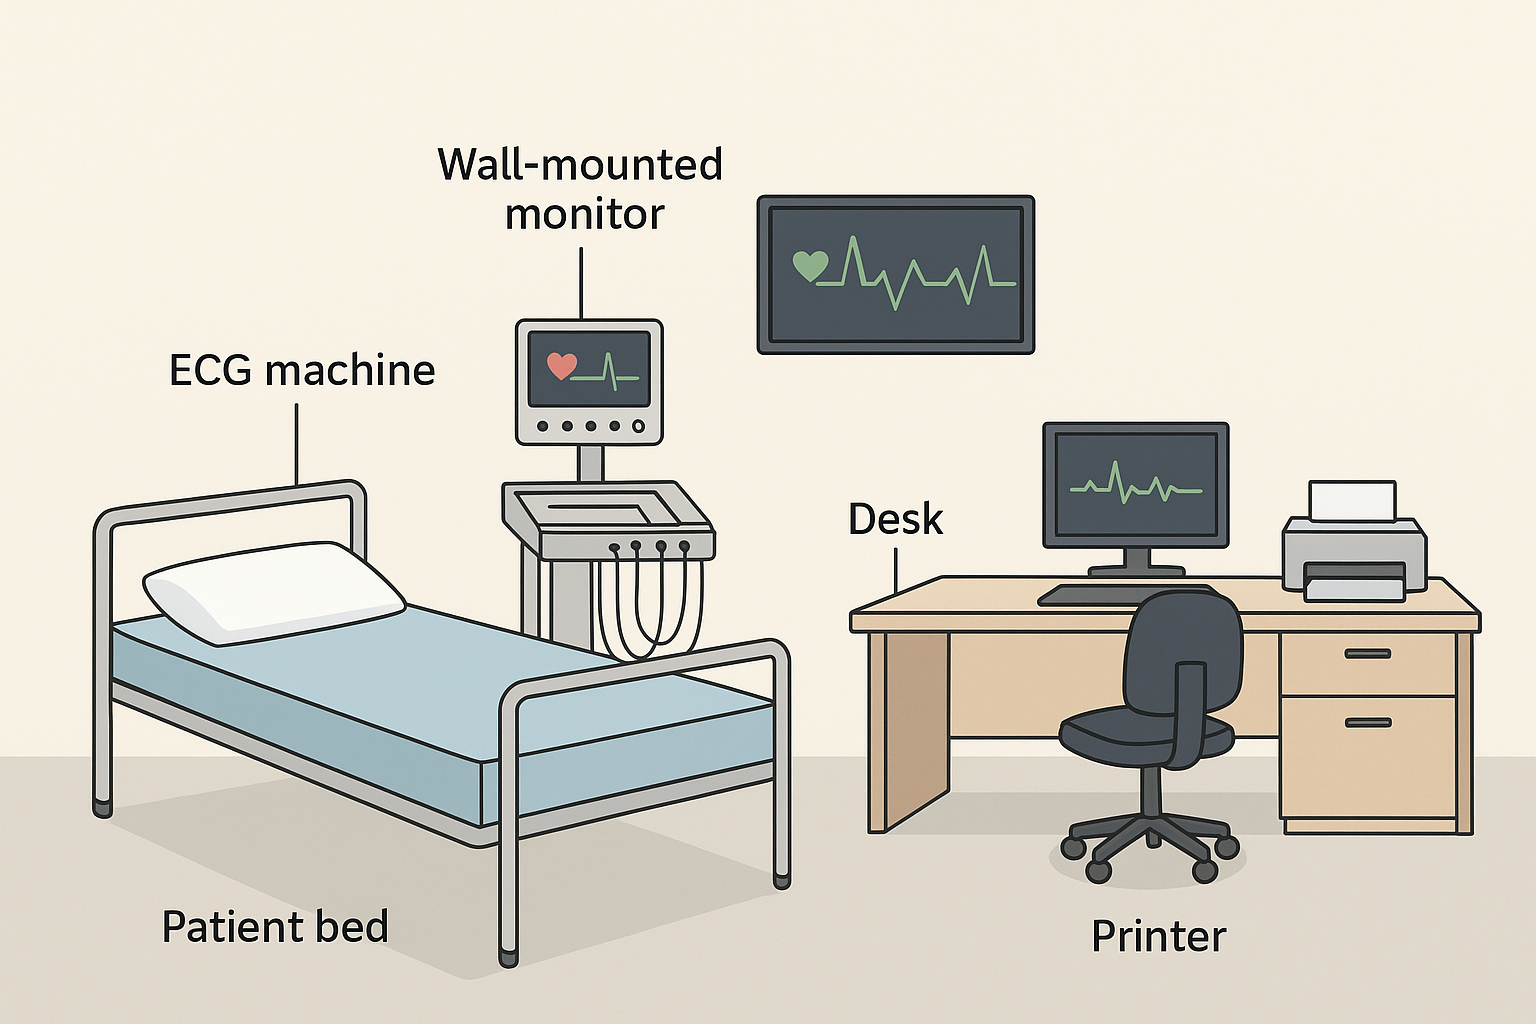 Wall-mounted
monitor
ECG machine
Desk
Patient bed
Printer